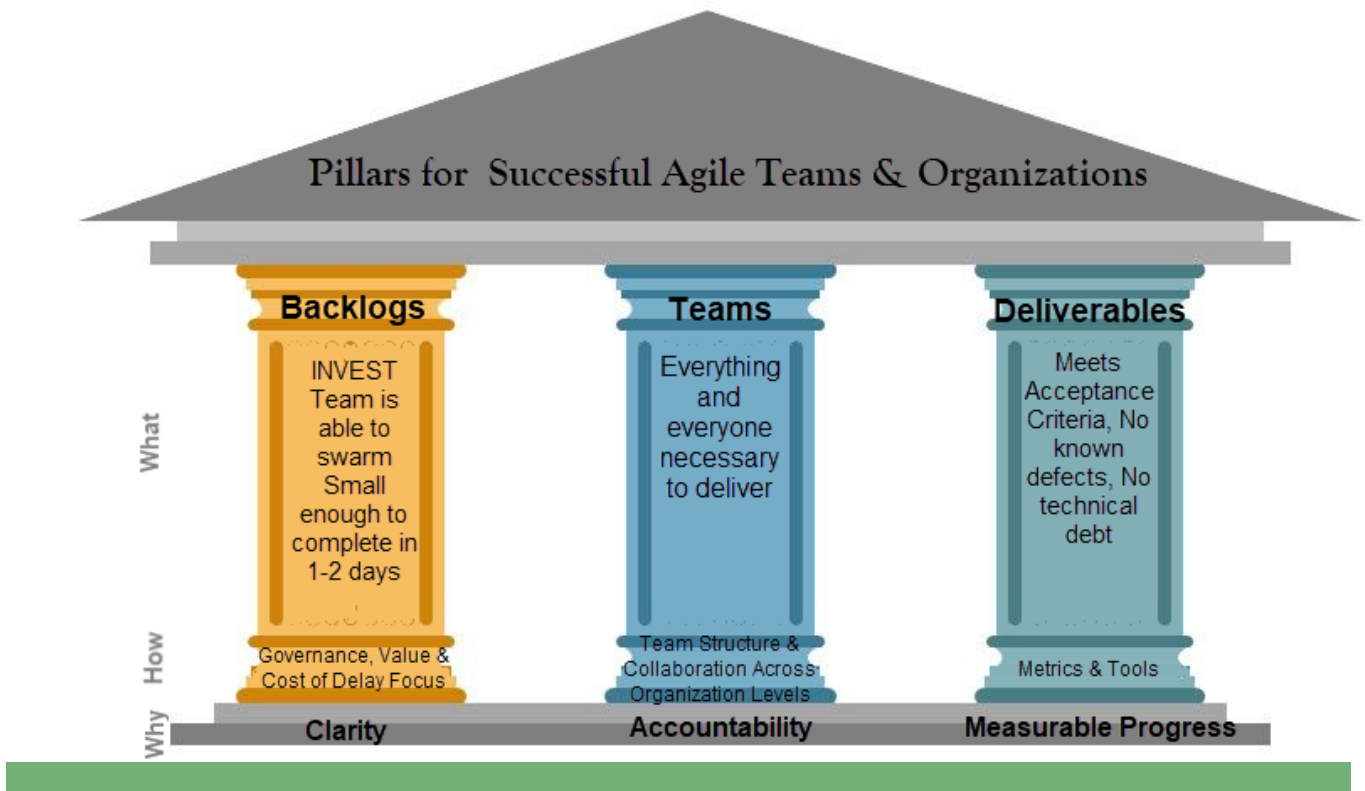 Pillars for Successful Agile Teams & Organizations
Backlogs
INVEST
Team is
able to
swarm
Small
enough to
complete in
1-2 days
Teams
Everything
and
everyone
necessary
to deliver
Deliverables
Meets
Acceptance
Criteria, No
known
defects, No
technical
debt
What
How
Governance, Value &
Cost of Delay Focus
Team Structure &
Collaboration Across
Organization Levels
Metrics & Tools
Why
Clarity
Accountability
Measurable Progress